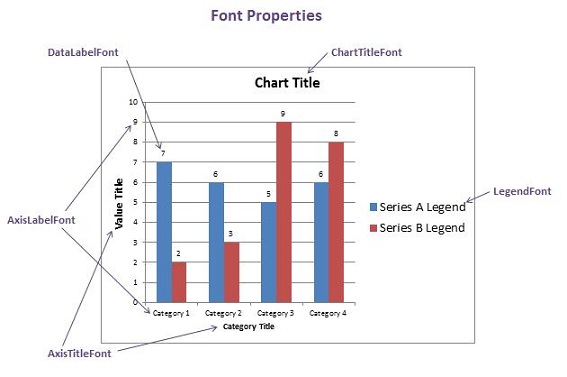 Font Properties
DataLabelFont
ChartTitleFont
Chart Title
10
9
8
7
6
5
4
3
2
1
0
Value Title
7
2
6
3
5
9
6
8
Category 1
Category 2
Category 3
Category 4
Category Title
Series A Legend
Series B Legend
LegendFont
AxisLabelFont
AxisTitleFont